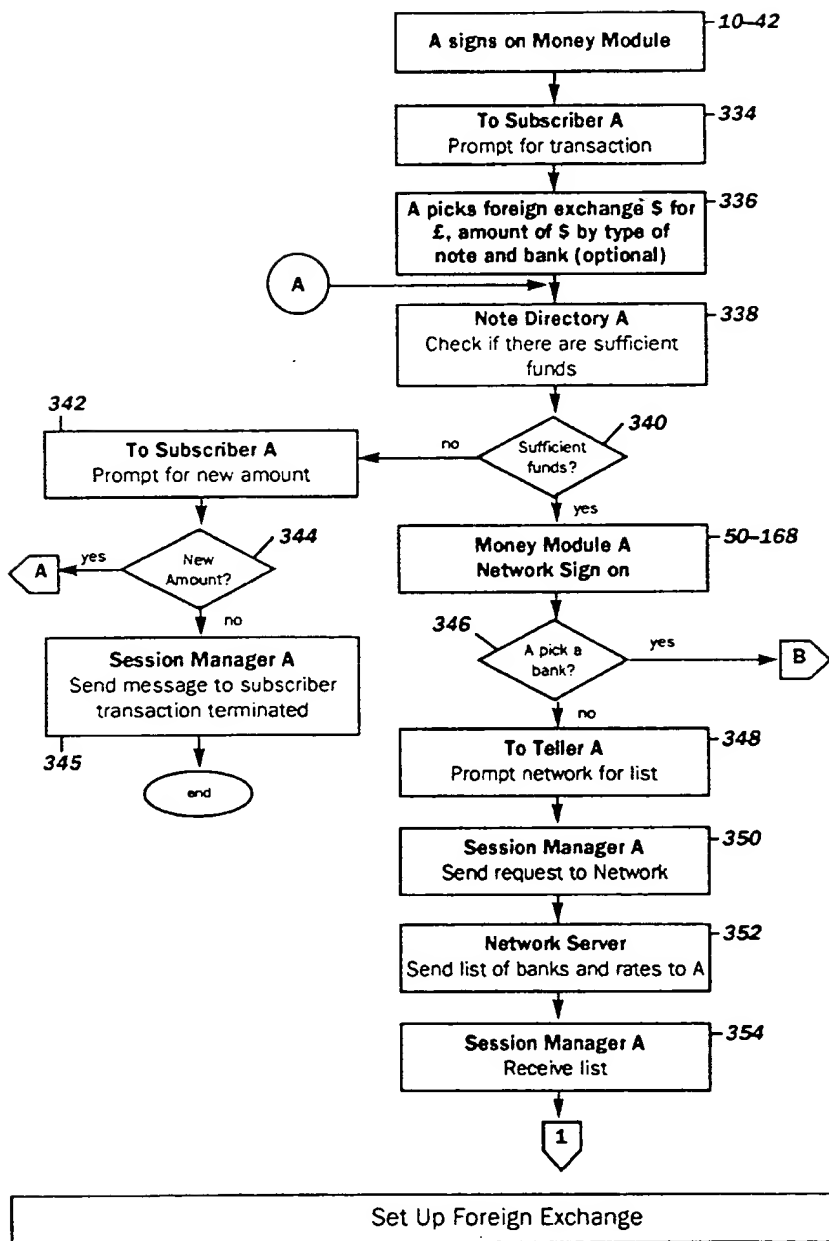 10-42
A signs on Money Module
334
To Subscriber A
Prompt for transaction
336
A picks foreign exchange $ for
£, amount of $ by type of
note and bank (optional)
A
338
Note Directory A
Check if there are sufficient
funds
342
To Subscriber A
Prompt for new amount
no
340
Sufficient
funds?
yes
344
A
yes
New
Amount?
no
50-168
Money Module A
Network Sign on
346
A pick a
bank?
yes
B
no
Session Manager A
Send message to subscriber
transaction terminated
345
end
348
To Teller A
Prompt network for list
350
Session Manager A
Send request to Network
352
Network Server
Send list of banks and rates to A
354
Session Manager A
Receive list
1
Set Up Foreign Exchange